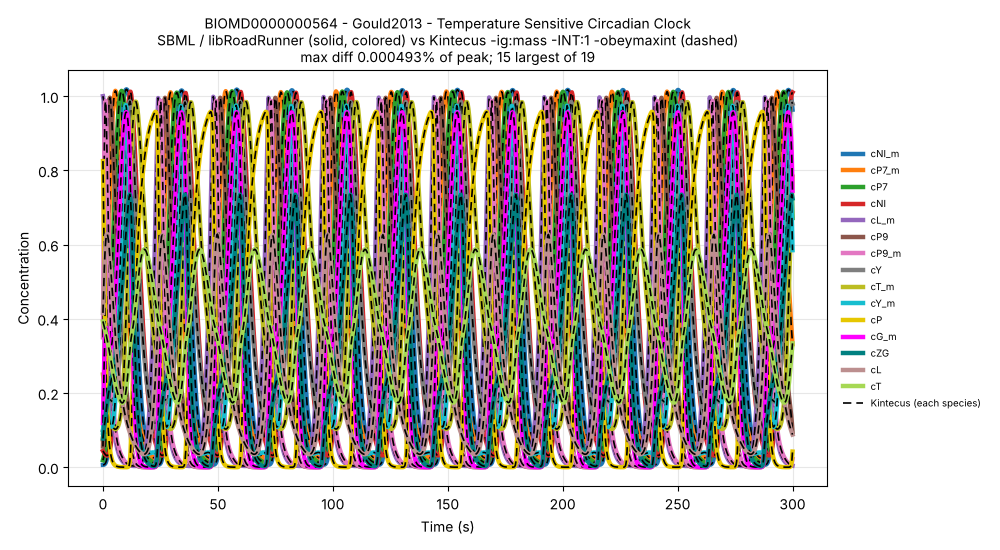 BIOMD0000000564 - Gould2013 - Temperature Sensitive Circadian Clock
SBML / libRoadRunner (solid, colored) vs Kintecus -ig:mass -INT:1 -obeymaxint (dashed)
max diff 0.000493% of peak; 15 largest of 19
Concentration
1.0
0.8
0.6
0.4
0.2
0.0
0
50
100
150
200
250
300
Time (s)
cNI_m
cP7_m
cP7
cNI
cL_m
cP9
cP9_m
cY
cT_m
cY_m
cP
cG_m
cZG
cL
cT
Kintecus (each species)